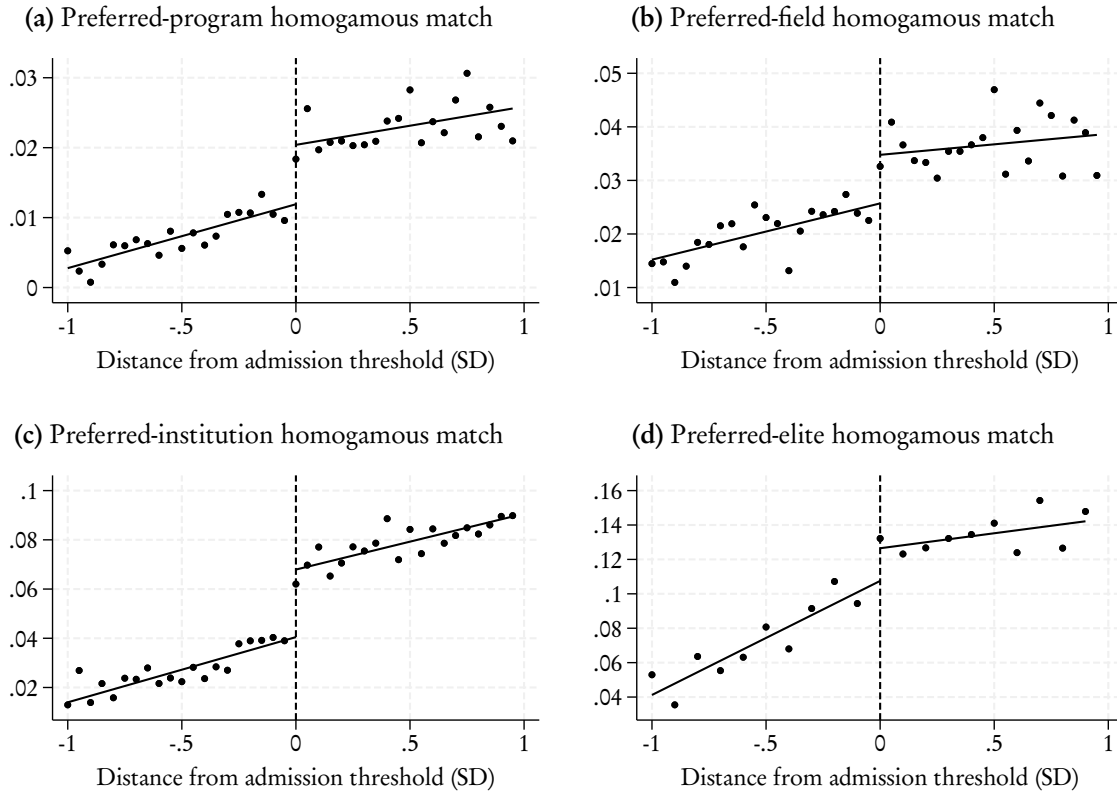 (a) Preferred-program homogamous match
.03
.02
.01
0
-1 -.5 0 .5 1
Distance from admission threshold (SD)
(b) Preferred-field homogamous match
.05
.04
.03
.02
.01
-1 -.5 0 .5 1
Distance from admission threshold (SD)
(c) Preferred-institution homogamous match
.1
.08
.06
.04
.02
-1 -.5 0 .5 1
Distance from admission threshold (SD)
(d) Preferred-elite homogamous match
.16
.14
.12
.1
.08
.06
.04
-1 -.5 0 .5 1
Distance from admission threshold (SD)